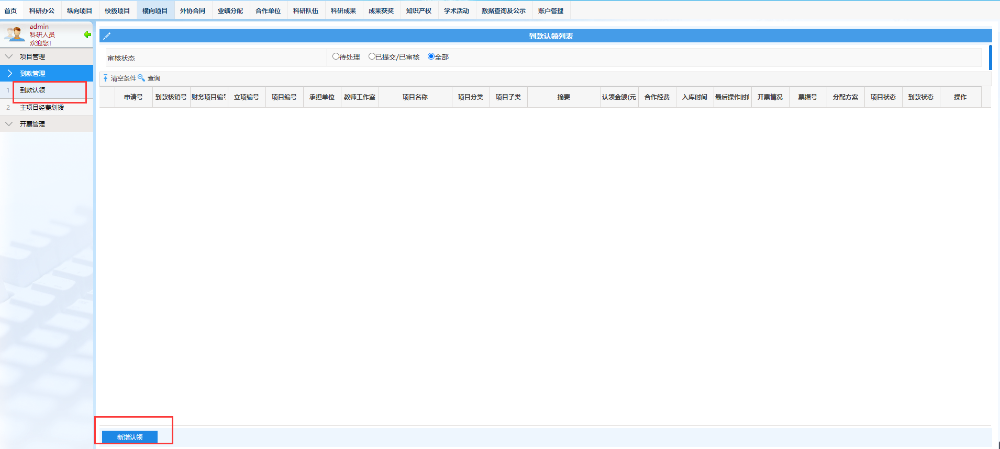 首页 科研办公 纵向项目 校级项目 横向项目 外协合同 业绩分配 合作单位 科研队伍 科研成果 成果获奖 知识产权 学术活动 数据查询及公示 账户管理
admin
科研人员
欢迎您!
项目管理
到款管理
1 到款认领
2 主项目经费划拨
开票管理
到款认领列表
审核状态 待处理 已提交/已审核 全部
清空条件 查询
申请号 到款核销号 财务项目编号 立项编号 项目编号 承担单位 教师工作室 项目名称 项目分类 项目子类 摘要 认领金额(元 合作经费 入库时间 最后操作时间 开票情况 票据号 分配方案 项目状态 到款状态 操作
新增认领